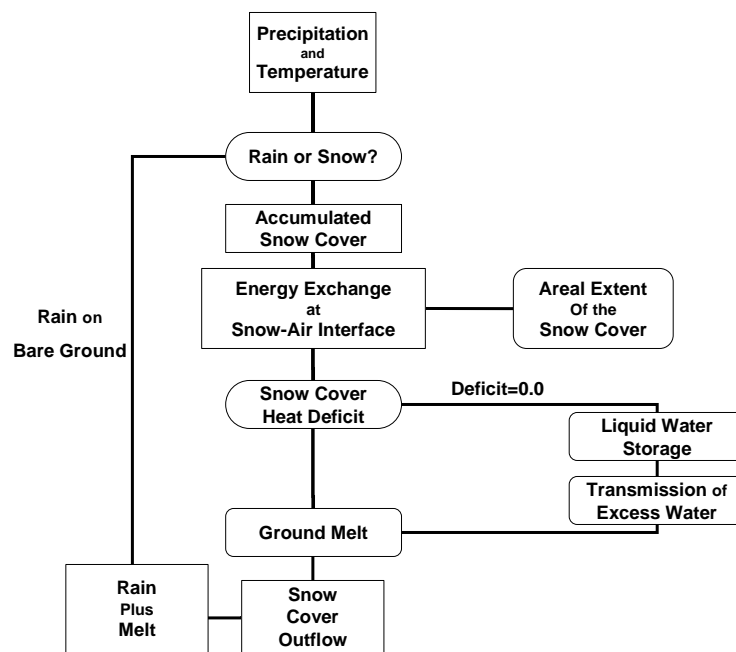 Precipitation
and
Temperature
Rain or Snow?
Accumulated
Snow Cover
Energy Exchange
at
Snow-Air Interface
Areal Extent
Of the
Snow Cover
Rain on
Bare Ground
Snow Cover
Heat Deficit
Deficit=0.0
Liquid Water
Storage
Transmission of
Excess Water
Ground Melt
Rain
Plus
Melt
Snow
Cover
Outflow